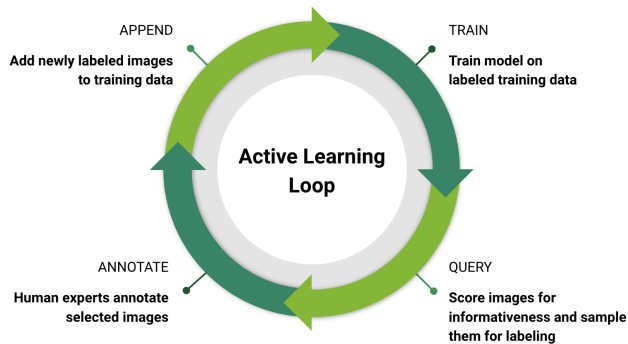 APPEND
Add newly labeled images
to training data
TRAIN
Train model on
labeled training data
Active Learning
Loop
ANNOTATE
Human experts annotate
selected images
QUERY
Score images for
informativeness and sample
them for labeling